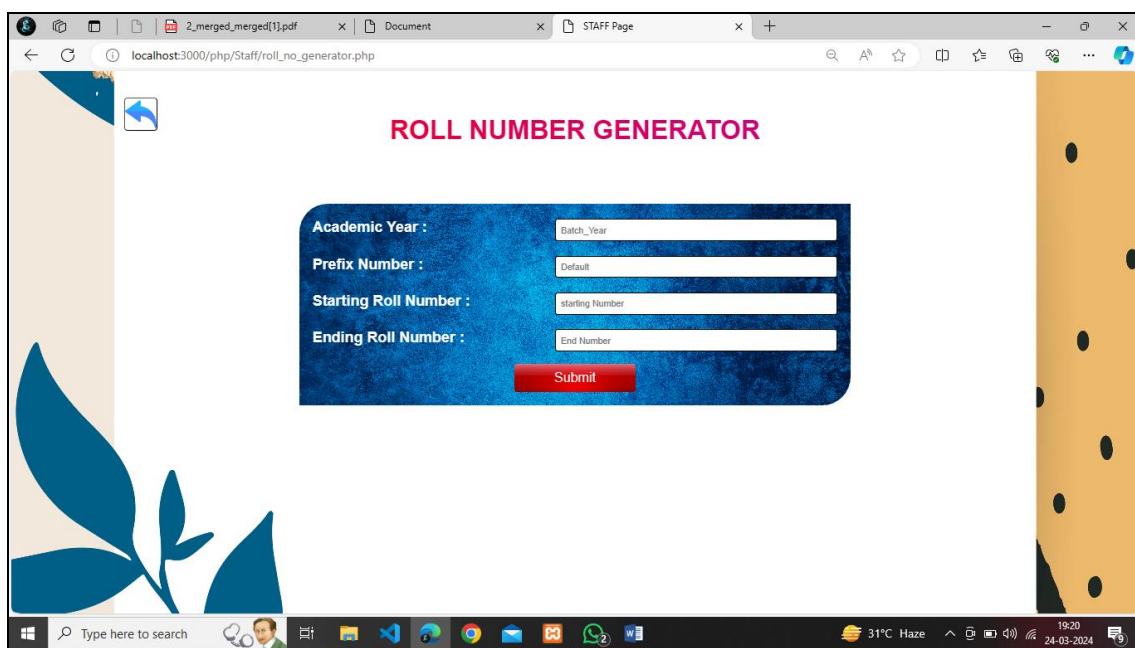 2_merged_merged[1].pdf
Document
STAFF Page
localhost:3000/php/Staff/roll_no_generator.php
ROLL NUMBER GENERATOR
Academic Year :
Batch_Year
Prefix Number :
Default
Starting Roll Number :
starting Number
Ending Roll Number :
End Number
Submit
Type here to search
31°C Haze
19:20
24-03-2024